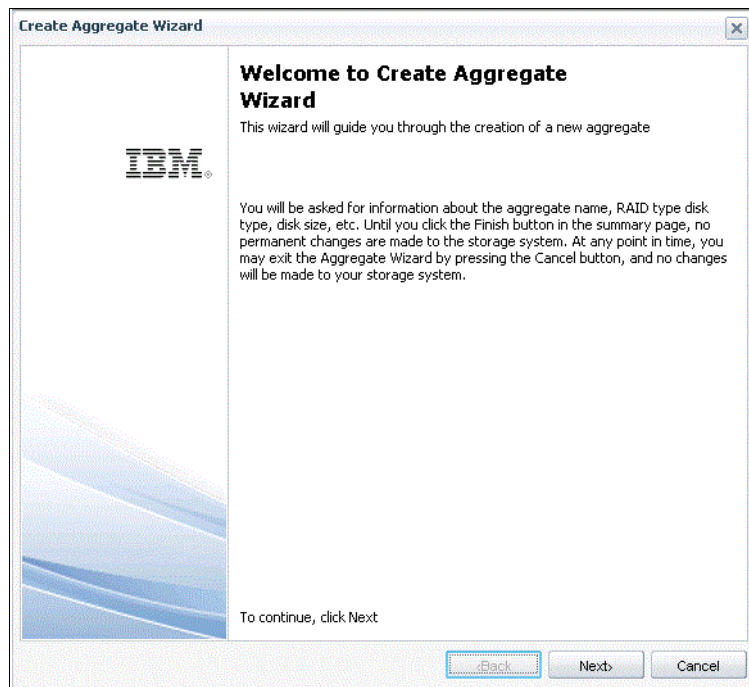 Create Aggregate Wizard
Welcome to Create Aggregate
Wizard
This wizard will guide you through the creation of a new aggregate
IBM®
You will be asked for information about the aggregate name, RAID type disk
type, disk size, etc. Until you click the Finish button in the summary page, no
permanent changes are made to the storage system. At any point in time, you
may exit the Aggregate Wizard by pressing the Cancel button, and no changes
will be made to your storage system.
To continue, click Next
‹Back
Next›
Cancel